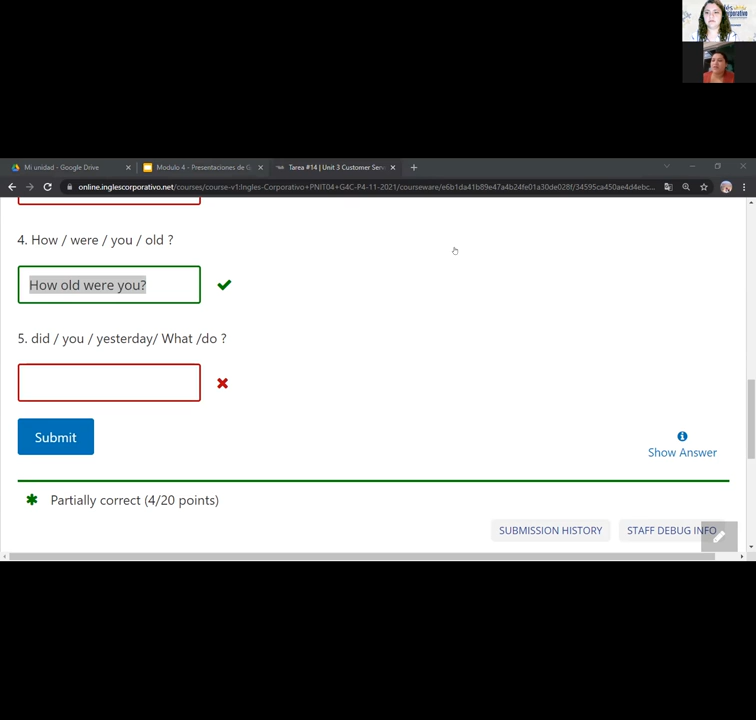 Mi unidad - Google Drive
Modulo 4 - Presentaciones de G
Tarea #14 | Unit 3 Customer Serv
online.inglescorporativo.net/courses/course-v1:Ingles-Corporativo+PNIT04+G4C-P4-11-2021/courseware/
4. How / were / you / old ?
How old were you?
5. did / you / yesterday/ What /do ?
Submit
Show Answer
Partially correct (4/20 points)
SUBMISSION HISTORY
STAFF DEBUG INFO